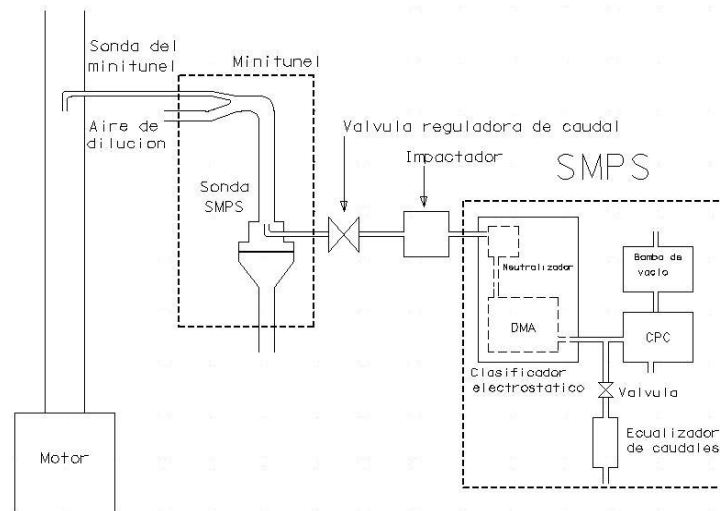 Sonda del
minitunel
Minitunel
Aire de
dilucion
Valvula reguladora de caudal
Impactador
SMPS
Sonda
SMPS
Neutralizador
Bamba de
vacio
DMA
CPC
Clasificador
electrostatico
Valvula
Ecualizador
de caudales
Motor